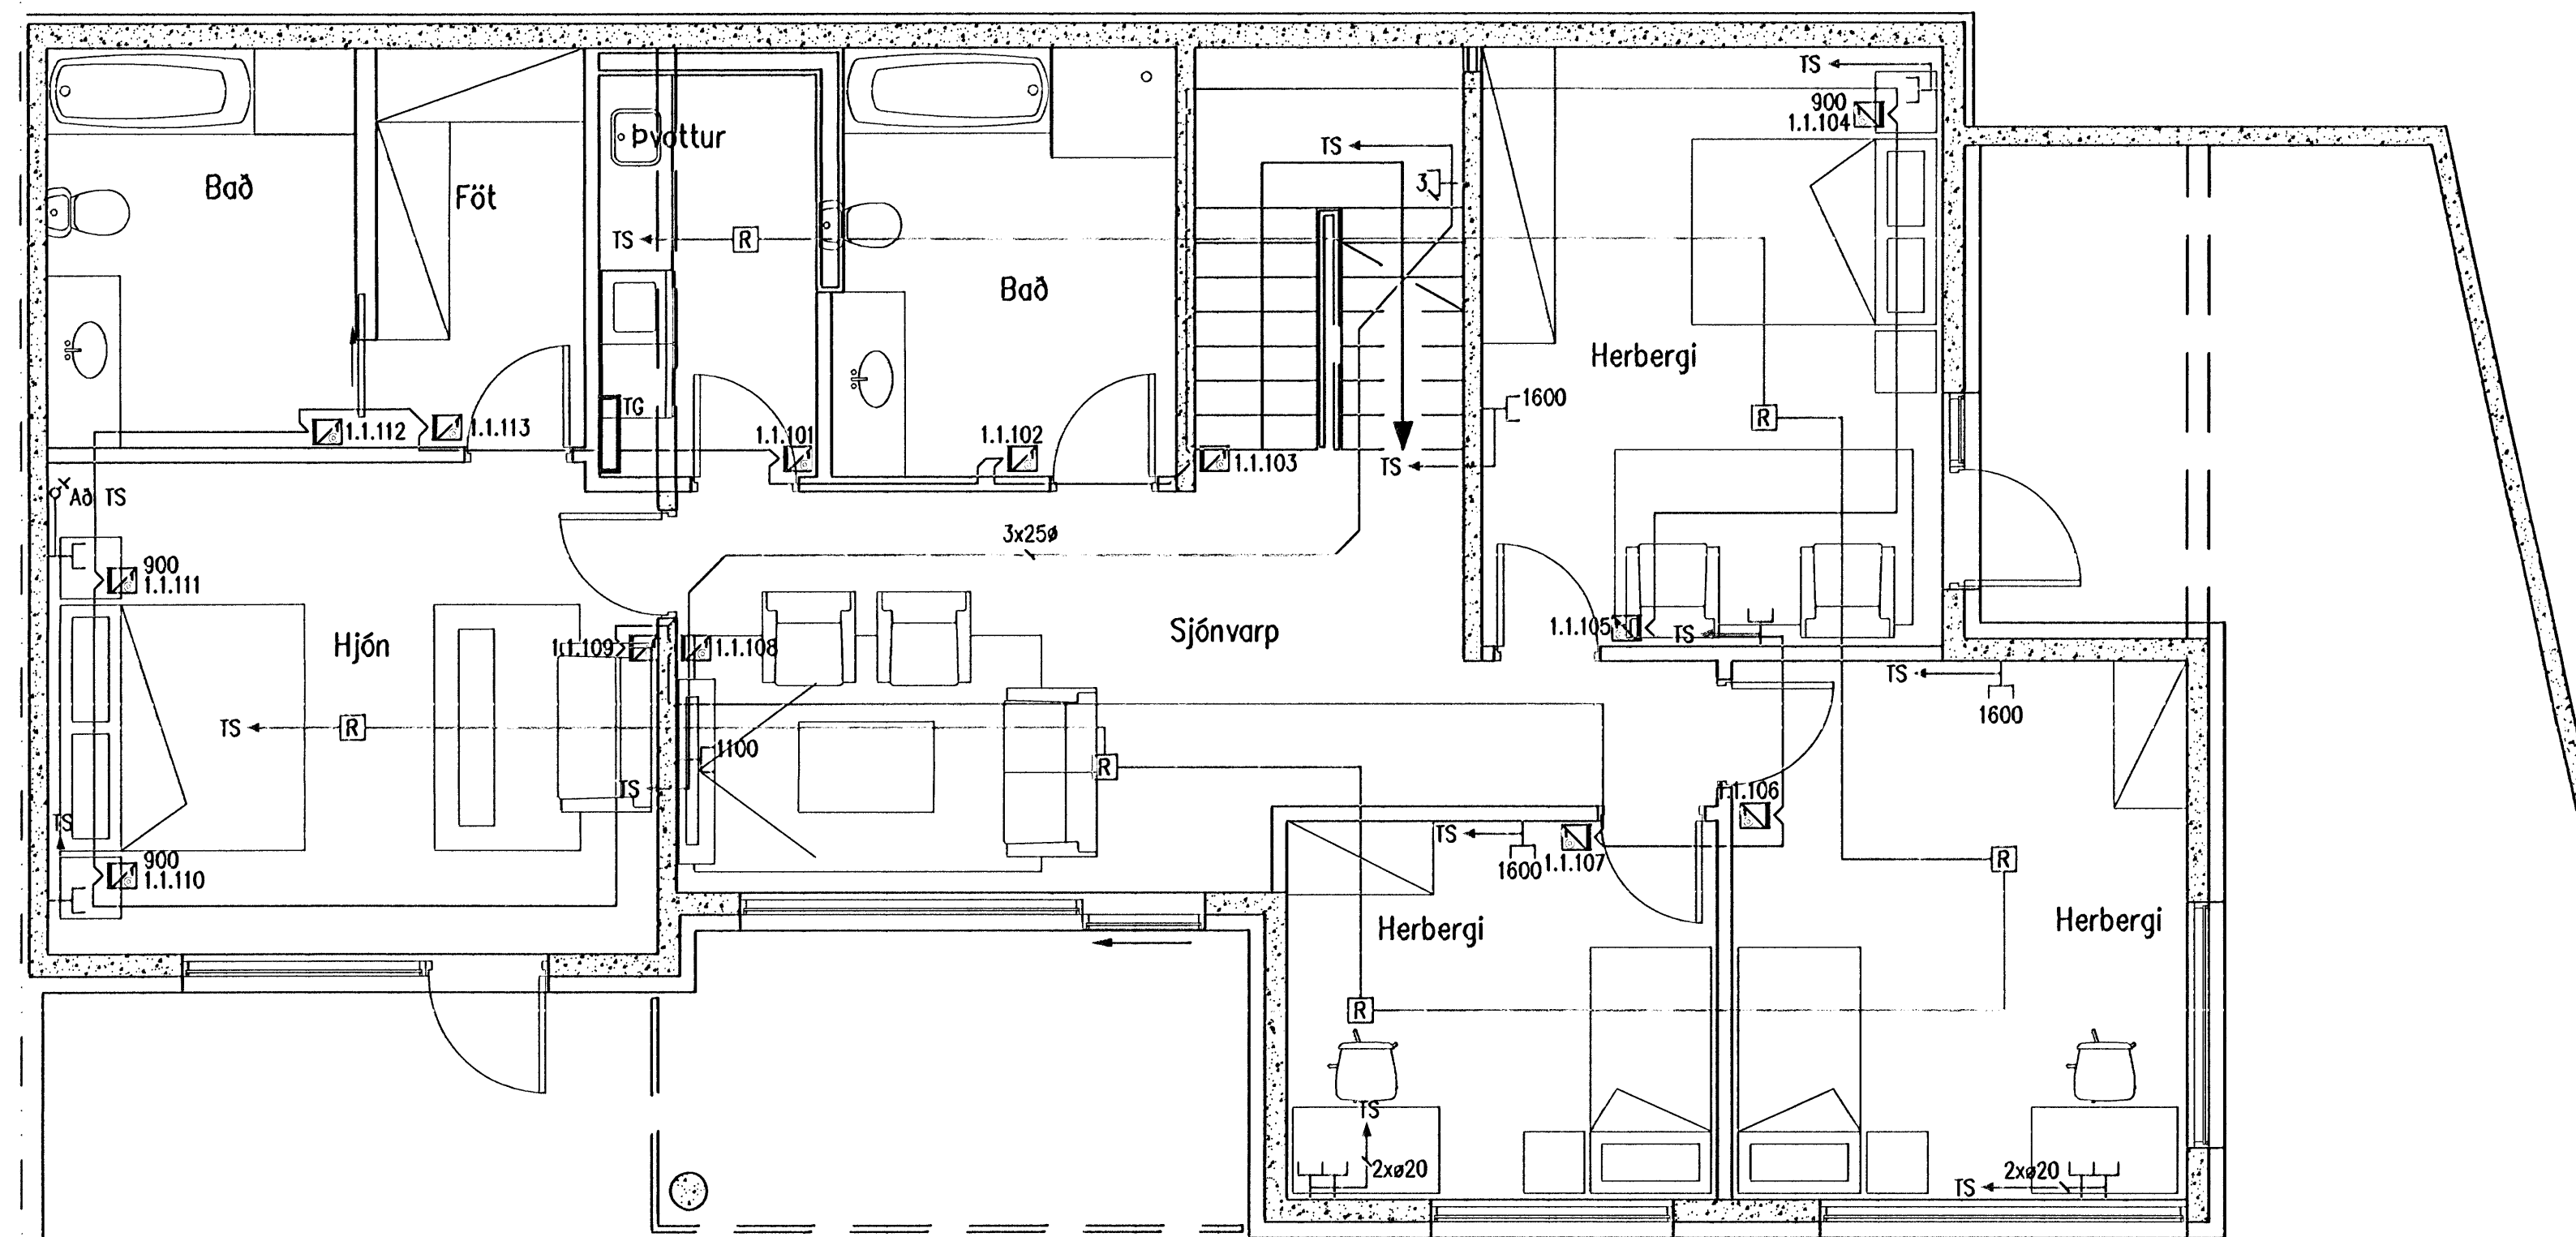 TS
900
1.1.104
Þvottur
TS
Bað
Föt
3
TS
R
Bað
Herbergi
1600
TG
R
1.1.112
1.1.113
1.1.101
1.1.102
1.1.103
TS
Að TS
3x25ø
900
1.1.111
Hjón
1.1.109
1.1.108
Sjónvarp
1.1.105
TS
TS
1600
TS
R
1100
R
TS
1.1.106
TS
TS
1600
1.1.107
900
1.1.110
R
Herbergi
Herbergi
R
TS
2xø20
TS
2xø20